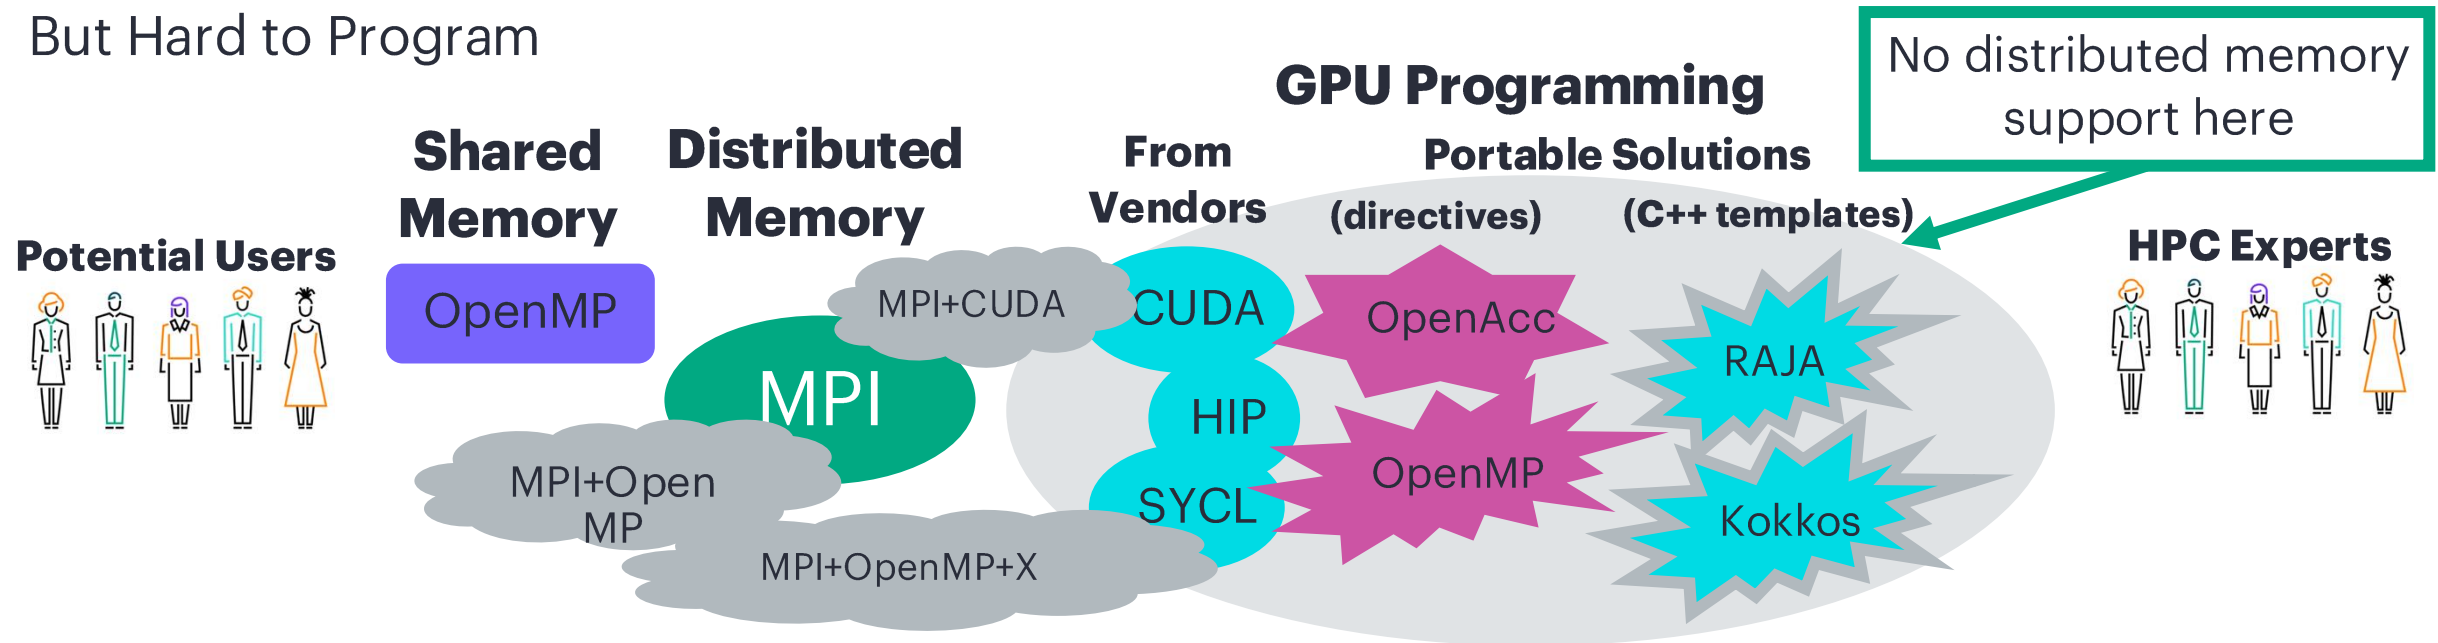 But Hard to Program
No distributed memory
support here
GPU Programming
Shared
Memory
Distributed
Memory
From
Vendors
Portable Solutions
(directives)
(C++ templates)
Potential Users
HPC Experts
OpenMP
MPI+CUDA
CUDA
OpenAcc
RAJA
MPI
HIP
OpenMP
MPI+Open
MP
SYCL
Kokkos
MPI+OpenMP+X